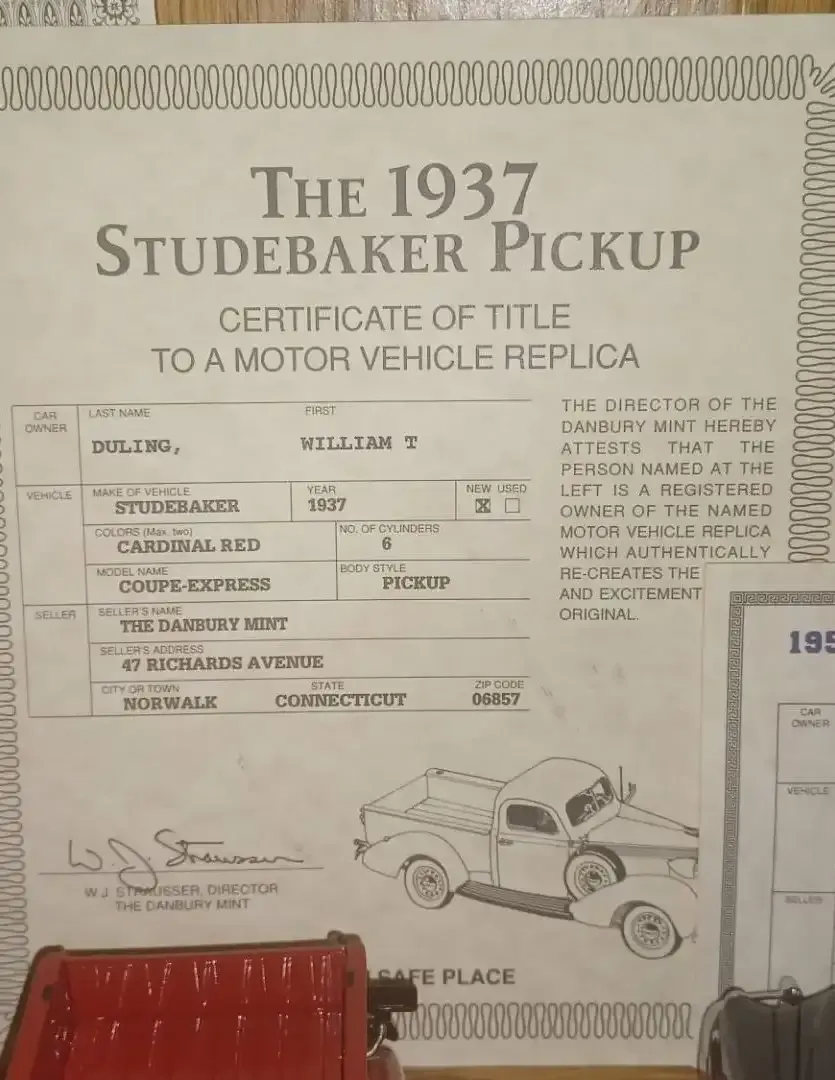 THE 1937
STUDEBAKER PICKUP
CERTIFICATE OF TITLE
TO A MOTOR VEHICLE REPLICA
CAR OWNER
LAST NAME FIRST
DULING, WILLIAM T
VEHICLE
MAKE OF VEHICLE YEAR NEW USED
STUDEBAKER 1937 X
COLORS (Max. two) NO. OF CYLINDERS
CARDINAL RED 6
MODEL NAME BODY STYLE
COUPE-EXPRESS PICKUP
SELLER
SELLER'S NAME
THE DANBURY MINT
SELLER'S ADDRESS
47 RICHARDS AVENUE
CITY OR TOWN STATE ZIP CODE
NORWALK CONNECTICUT 06857
THE DIRECTOR OF THE
DANBURY MINT HEREBY
ATTESTS THAT THE
PERSON NAMED AT THE
LEFT IS A REGISTERED
OWNER OF THE NAMED
MOTOR VEHICLE REPLICA
WHICH AUTHENTICALLY
RE-CREATES THE
AND EXCITEMENT
ORIGINAL.
W. J. Strausser
W J STRAUSSER, DIRECTOR
THE DANBURY MINT
SAFE PLACE
195
CAR
OWNER
VEHICLE
SELLER